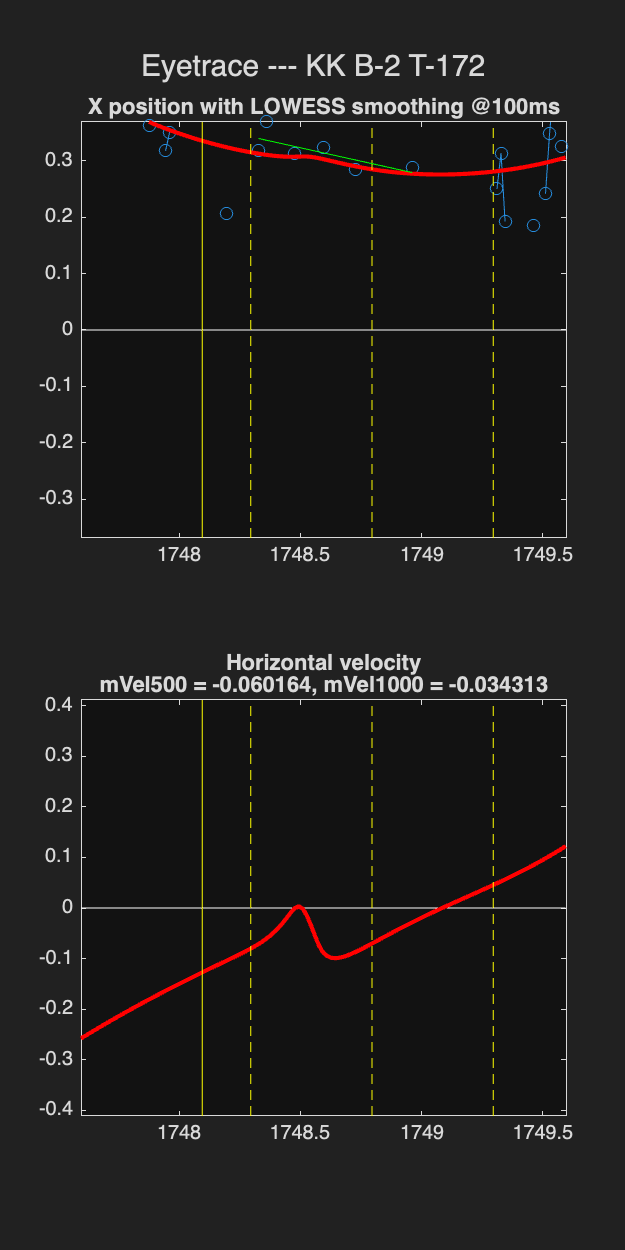 Eyetrace --- KK B-2 T-172
X position with LOWESS smoothing @100ms
0.3
0.2
0.1
0
-0.1
-0.2
-0.3
1748 1748.5 1749 1749.5
Horizontal velocity
mVel500 = -0.060164, mVel1000 = -0.034313
0.4
0.3
0.2
0.1
0
-0.1
-0.2
-0.3
-0.4
1748 1748.5 1749 1749.5